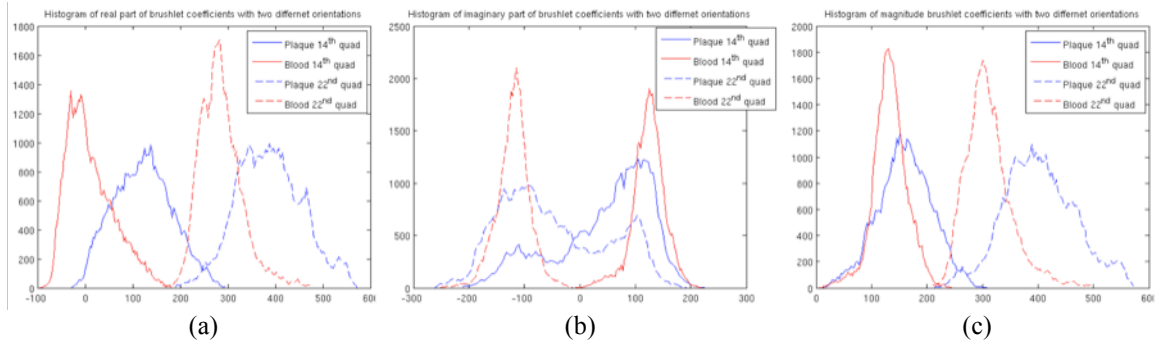 Histogram of real part of brushlet coefficients with two differnet orientations
1800
1600
1400
1200
1000
800
600
400
200
0
-100 0 100 200 300 400 500 600
Plaque 14th quad
Blood 14th quad
Plaque 22nd quad
Blood 22nd quad
(a)
Histogram of imaginary part of brushlet coefficients with two differnet orientations
2500
2000
1500
1000
500
0
-300 -200 -100 0 100 200 300
Plaque 14th quad
Blood 14th quad
Plaque 22nd quad
Blood 22nd quad
(b)
Histogram of magnitude brushlet coefficients with two differnet orientations
2000
1800
1600
1400
1200
1000
800
600
400
200
0
0 100 200 300 400 500 600
Plaque 14th quad
Blood 14th quad
Plaque 22nd quad
Blood 22nd quad
(c)